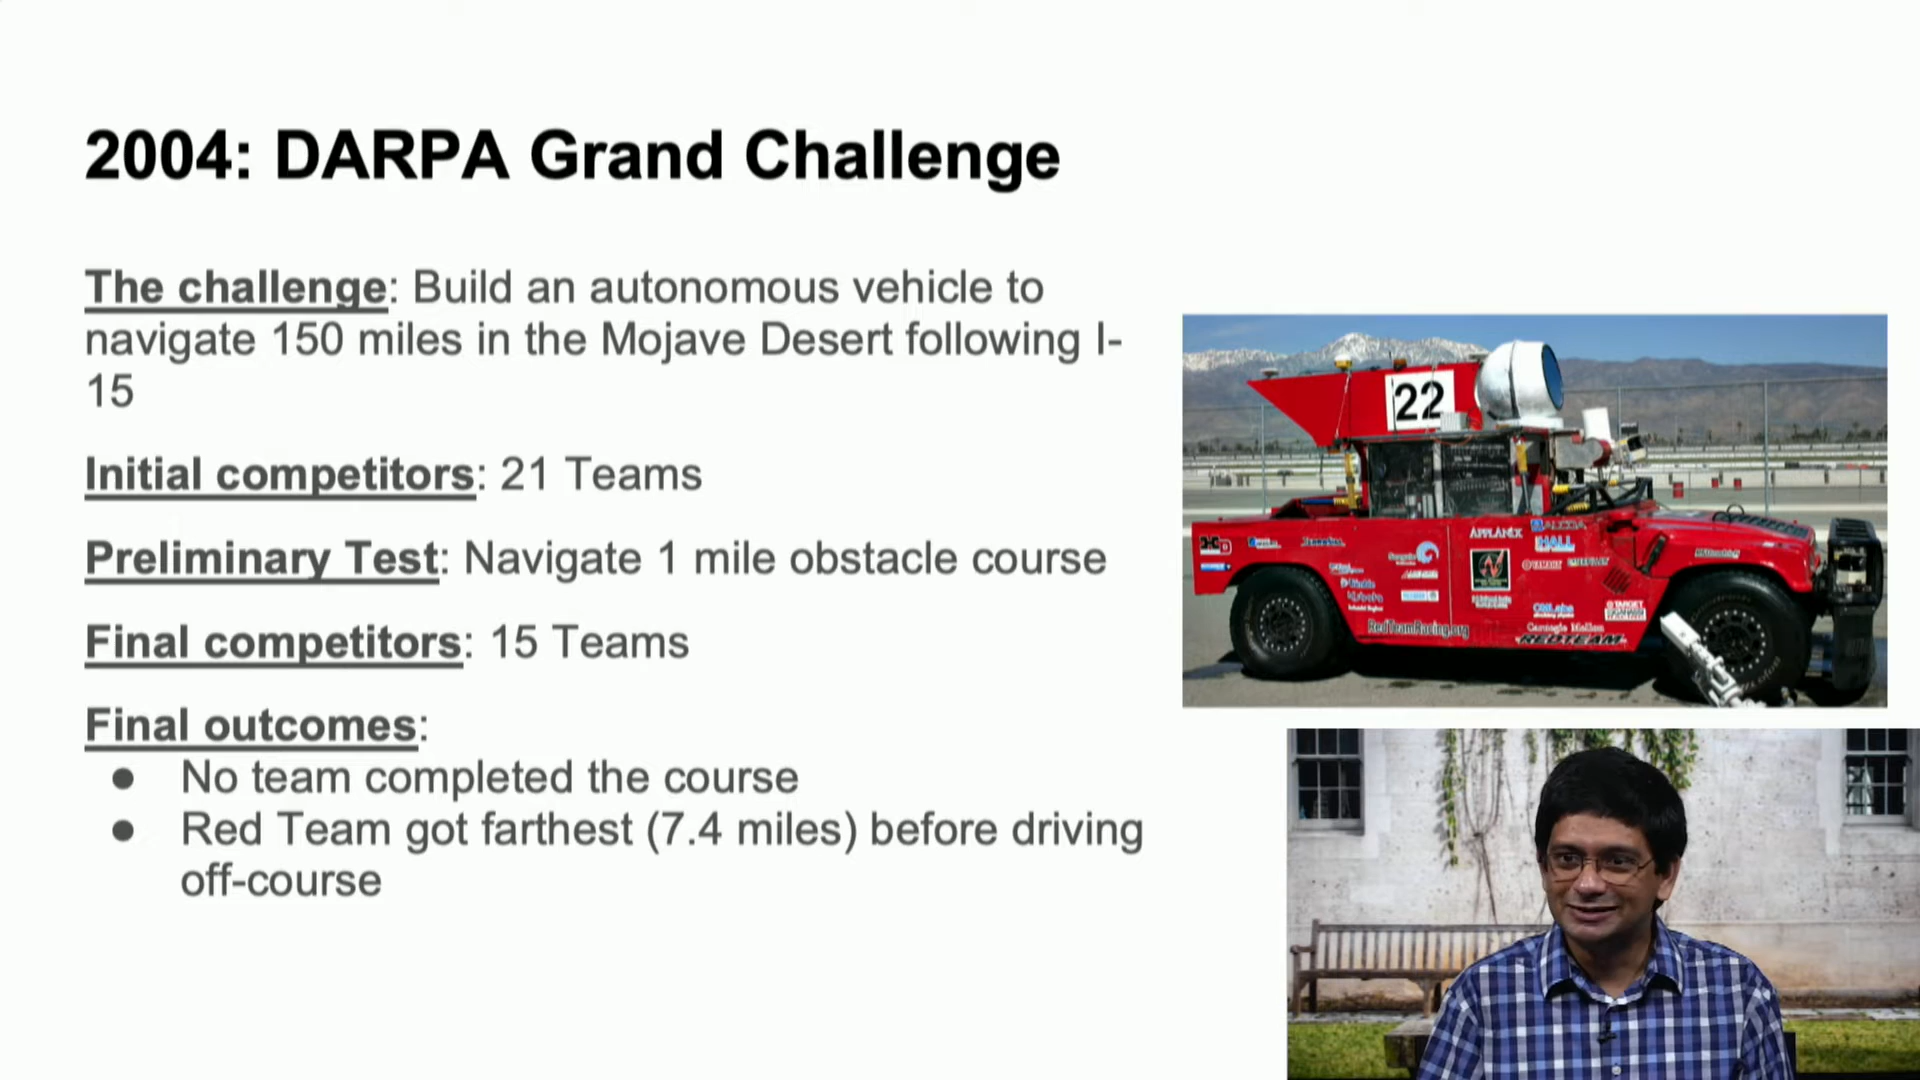 2004: DARPA Grand Challenge
The challenge: Build an autonomous vehicle to
navigate 150 miles in the Mojave Desert following I-
15
Initial competitors: 21 Teams
Preliminary Test: Navigate 1 mile obstacle course
Final competitors: 15 Teams
Final outcomes:
● No team completed the course
● Red Team got farthest (7.4 miles) before driving
off-course
22
APPLANIX
ALCOA
HALL
RedTeamRacing.org
Carnegie Mellon
REDTEAM